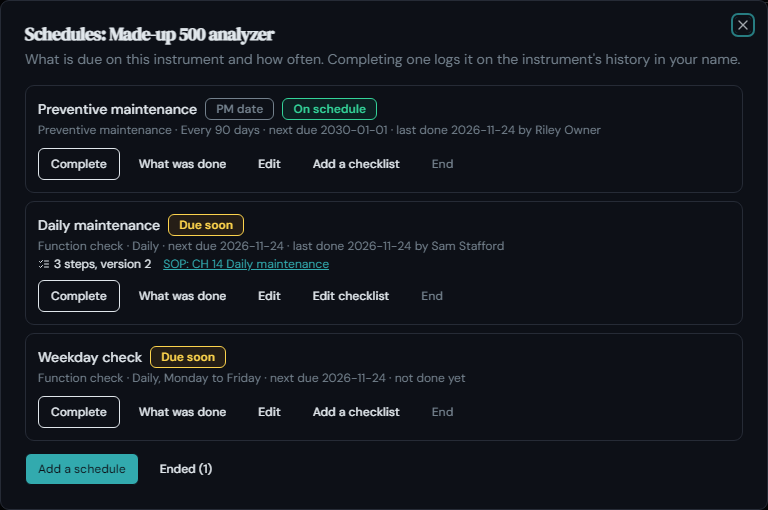 Schedules: Made-up 500 analyzer
What is due on this instrument and how often. Completing one logs it on the instrument's history in your name.
Preventive maintenance PM date On schedule
Preventive maintenance · Every 90 days · next due 2030-01-01 · last done 2026-11-24 by Riley Owner
Complete What was done Edit Add a checklist End
Daily maintenance Due soon
Function check · Daily · next due 2026-11-24 · last done 2026-11-24 by Sam Stafford
3 steps, version 2 SOP: CH 14 Daily maintenance
Complete What was done Edit Edit checklist End
Weekday check Due soon
Function check · Daily, Monday to Friday · next due 2026-11-24 · not done yet
Complete What was done Edit Add a checklist End
Add a schedule Ended (1)